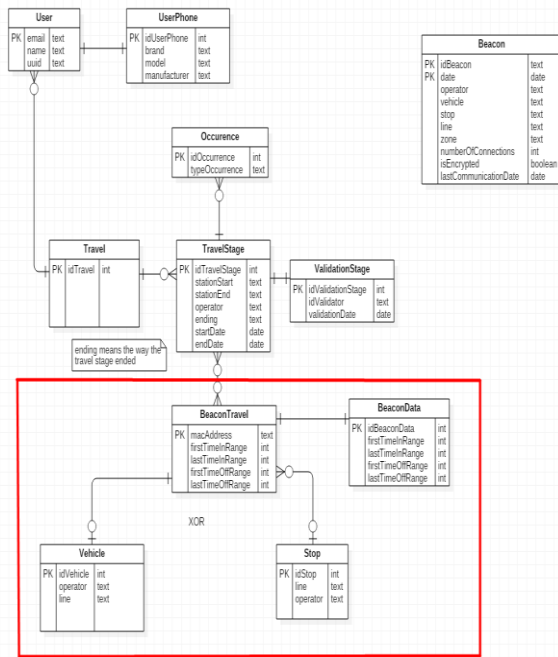 User
PK email text
name text
uuid text
UserPhone
PK idUserPhone int
brand text
model text
manufacturer text
Beacon
PK idBeacon text
PK date date
operator text
vehicle text
stop text
line text
zone text
numberOfConnections int
isEncrypted boolean
lastCommunicationDate date
Occurence
PK idOccurrence int
typeOccurrence text
Travel
PK idTravel int
TravelStage
PK idTravelStage int
stationStart text
stationEnd text
operator text
ending text
startDate date
endDate date
ValidationStage
PK idValidationStage int
idValidator text
validationDate date
ending means the way the
travel stage ended
BeaconTravel
PK macAddress text
firstTimeInRange int
lastTimeInRange int
firstTimeOffRange int
lastTimeOffRange int
BeaconData
PK idBeaconData int
firstTimeInRange int
lastTimeInRange int
firstTimeOffRange int
lastTimeOffRange int
XOR
Vehicle
PK idVehicle int
operator text
line text
Stop
PK idStop int
line text
operator text